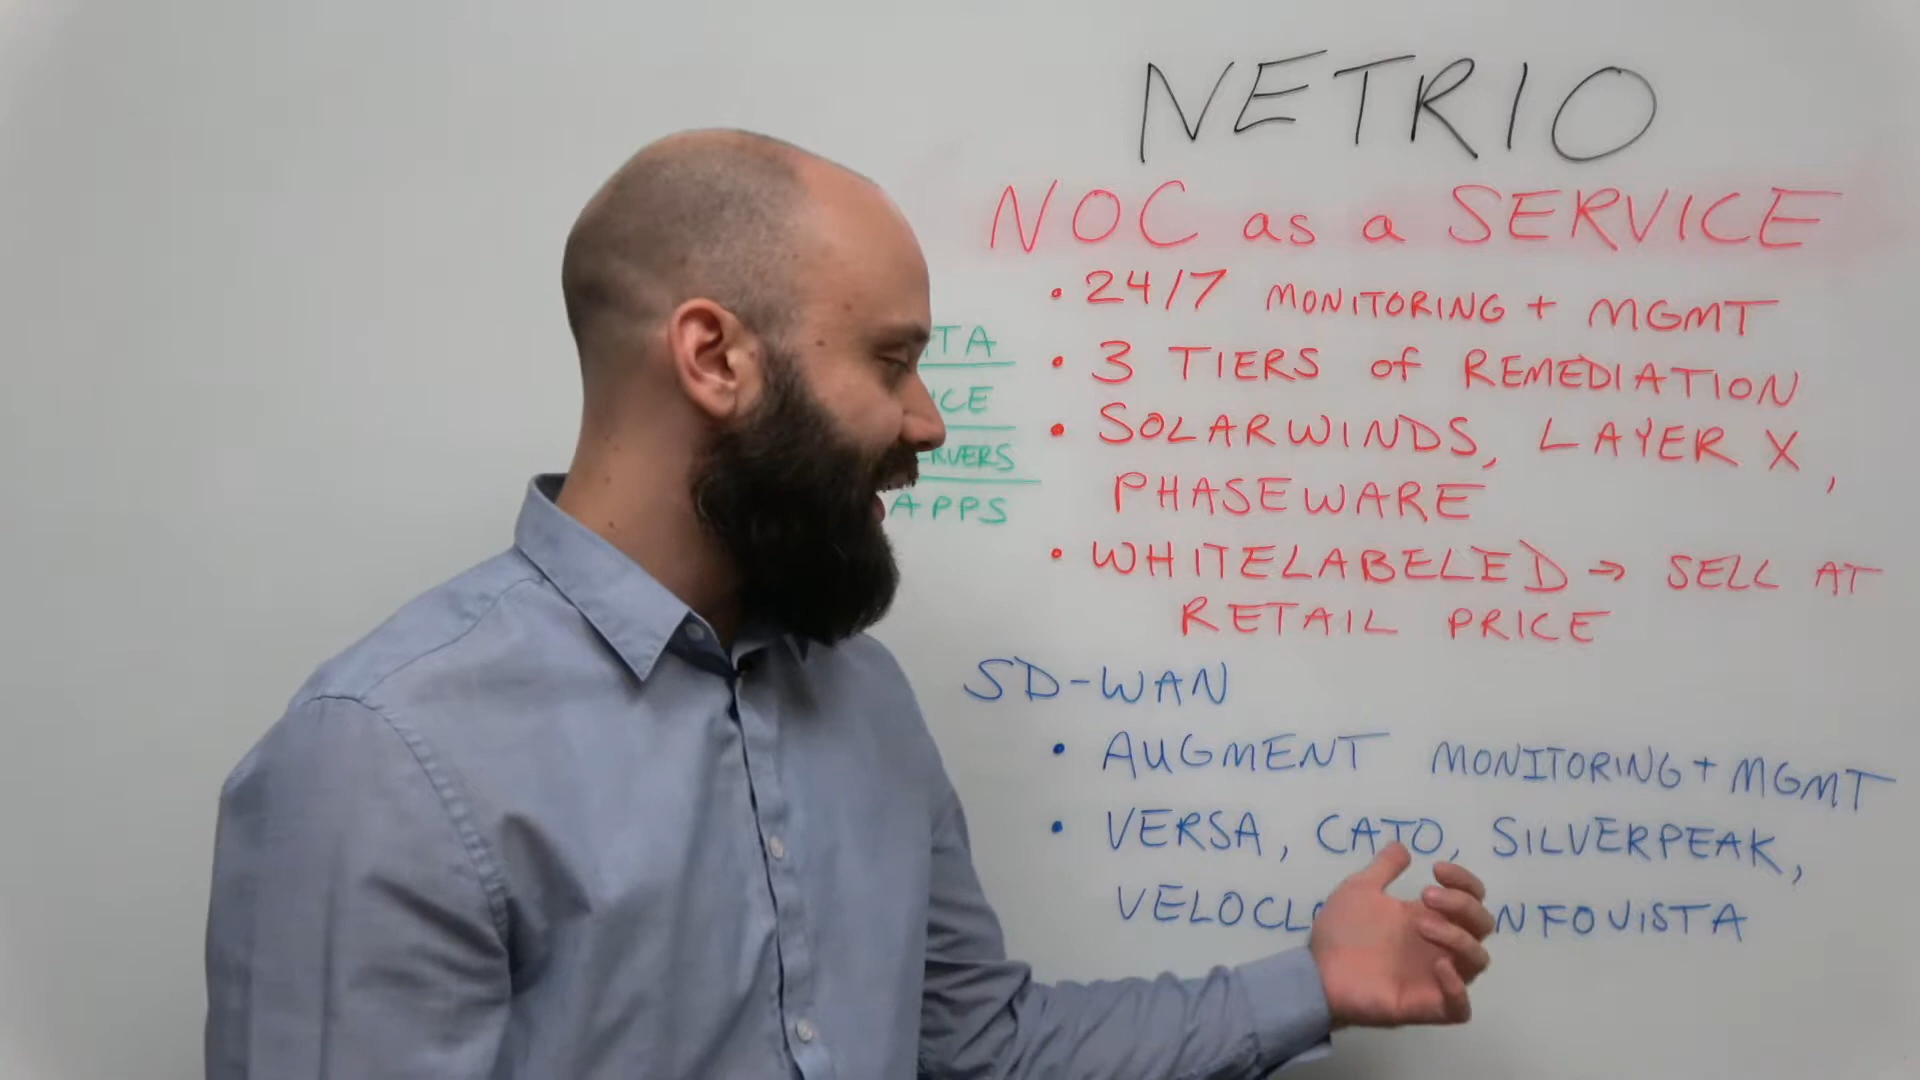 NETRIO
NOC as a SERVICE
• 24/7 MONITORING + MGMT
• 3 TIERS of REMEDIATION
• SOLARWINDS, LAYER X,
PHASEWARE
• WHITELABELED → SELL AT
RETAIL PRICE
APPS
SD-WAN
• AUGMENT MONITORING + MGMT
• VERSA, CATO, SILVERPEAK,